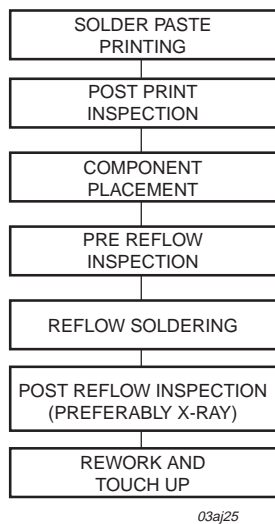 SOLDER PASTE
PRINTING
POST PRINT
INSPECTION
COMPONENT
PLACEMENT
PRE REFLOW
INSPECTION
REFLOW SOLDERING
POST REFLOW INSPECTION
(PREFERABLY X-RAY)
REWORK AND
TOUCH UP
03aj25